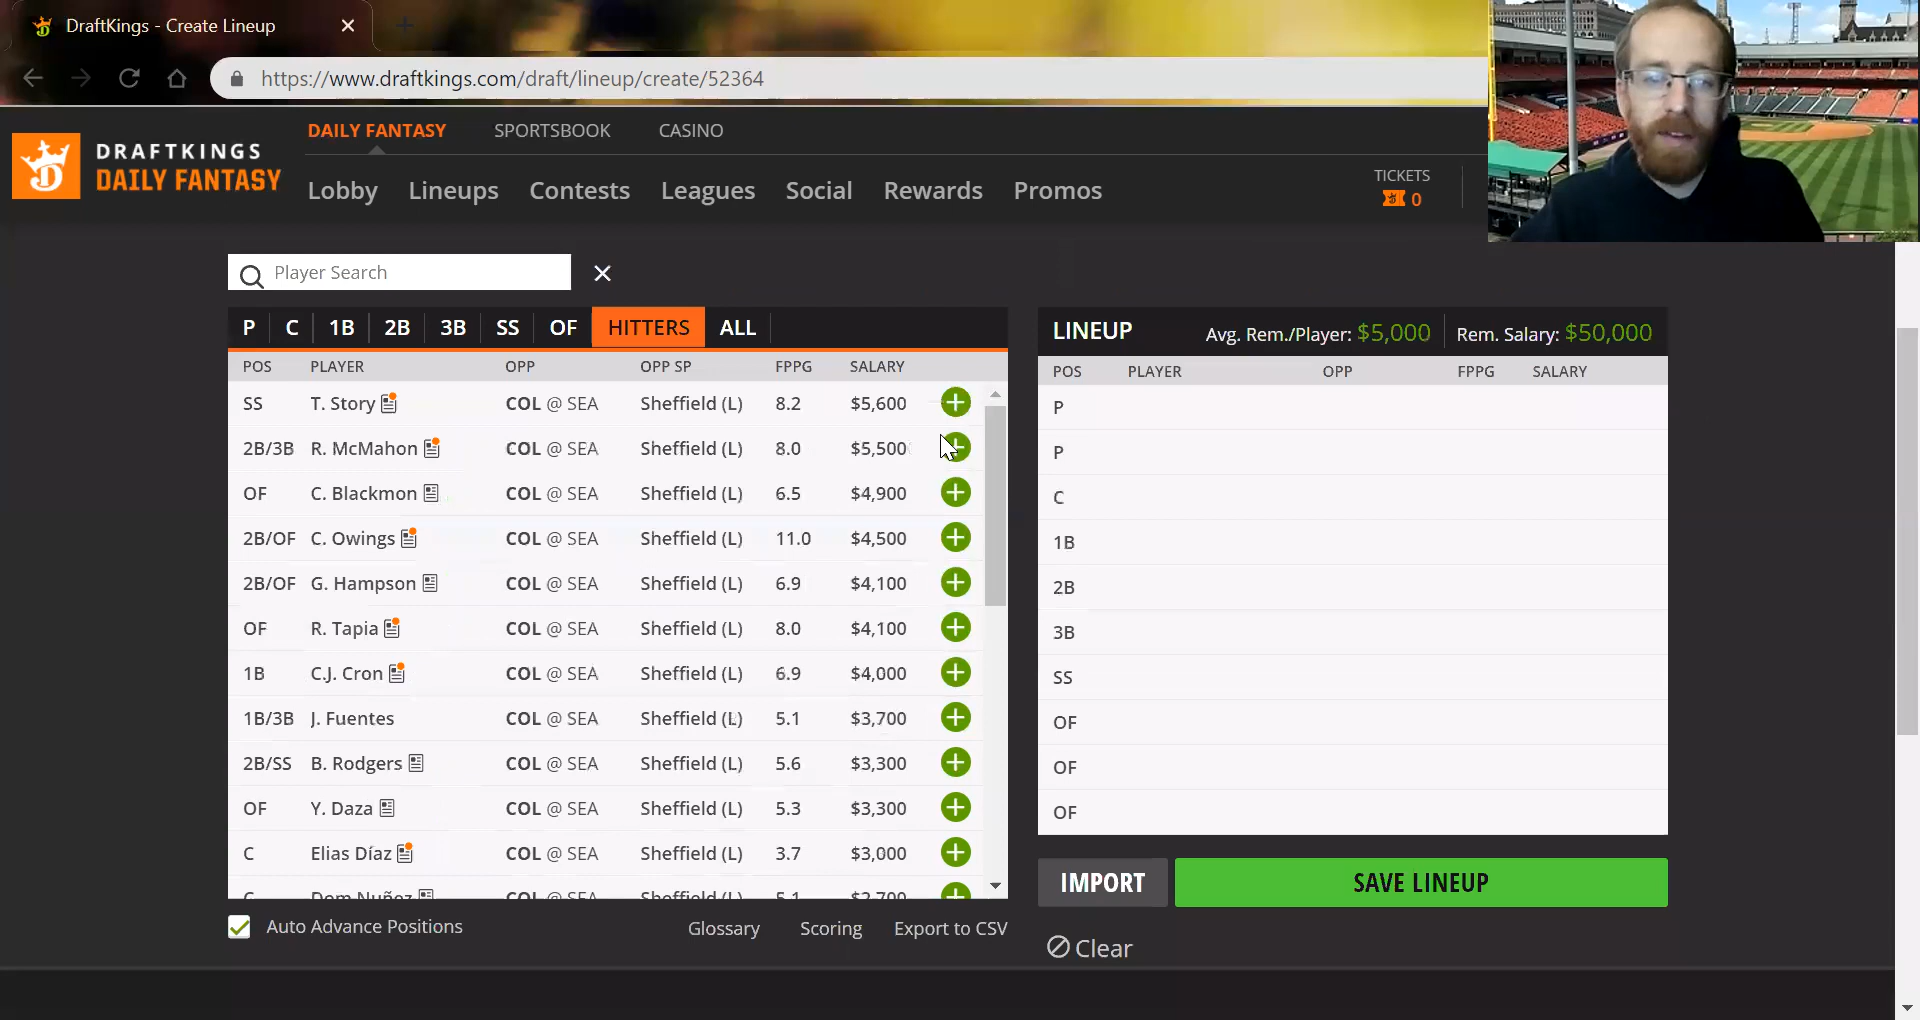 DraftKings - Create Lineup
https://www.draftkings.com/draft/lineup/create/52364
DRAFTKINGS
DAILY FANTASY
DAILY FANTASY SPORTSBOOK CASINO
Lobby Lineups Contests Leagues Social Rewards Promos
TICKETS
0
Player Search
P C 1B 2B 3B SS OF HITTERS ALL
POS PLAYER OPP OPP SP FPPG SALARY
SS T. Story COL @ SEA Sheffield (L) 8.2 $5,600
2B/3B R. McMahon COL @ SEA Sheffield (L) 8.0 $5,500
OF C. Blackmon COL @ SEA Sheffield (L) 6.5 $4,900
2B/OF C. Owings COL @ SEA Sheffield (L) 11.0 $4,500
2B/OF G. Hampson COL @ SEA Sheffield (L) 6.9 $4,100
OF R. Tapia COL @ SEA Sheffield (L) 8.0 $4,100
1B C.J. Cron COL @ SEA Sheffield (L) 6.9 $4,000
1B/3B J. Fuentes COL @ SEA Sheffield (L) 5.1 $3,700
2B/SS B. Rodgers COL @ SEA Sheffield (L) 5.6 $3,300
OF Y. Daza COL @ SEA Sheffield (L) 5.3 $3,300
C Elias Díaz COL @ SEA Sheffield (L) 3.7 $3,000
C Dom Nuñez COL @ SEA Sheffield (L) 5.1 $2,700
Auto Advance Positions
Glossary Scoring Export to CSV
LINEUP Avg. Rem./Player: $5,000 Rem. Salary: $50,000
POS PLAYER OPP FPPG SALARY
P
P
C
1B
2B
3B
SS
OF
OF
OF
IMPORT SAVE LINEUP
Clear